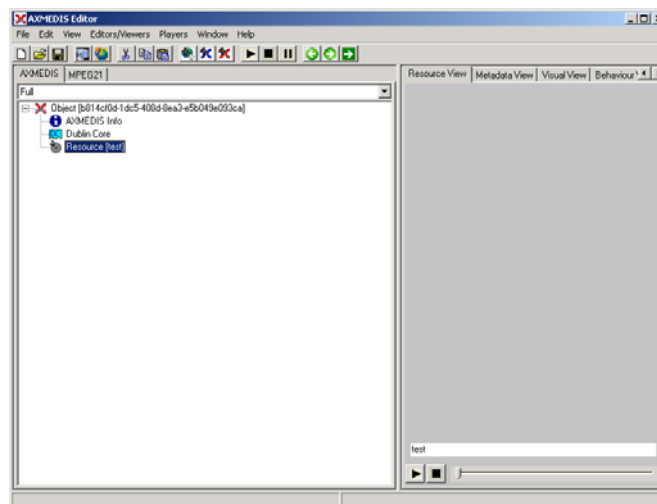 AXMEDIS Editor
File Edit View Editors/Viewers Players Window Help
AXMEDIS MPEG21
Full
Object [b814cf0d-1dc5-408d-8ea3-e5b049e093ca]
AXMEDIS Info
Dublin Core
Resource [test]
Resource View Metadata View Visual View Behaviour
test